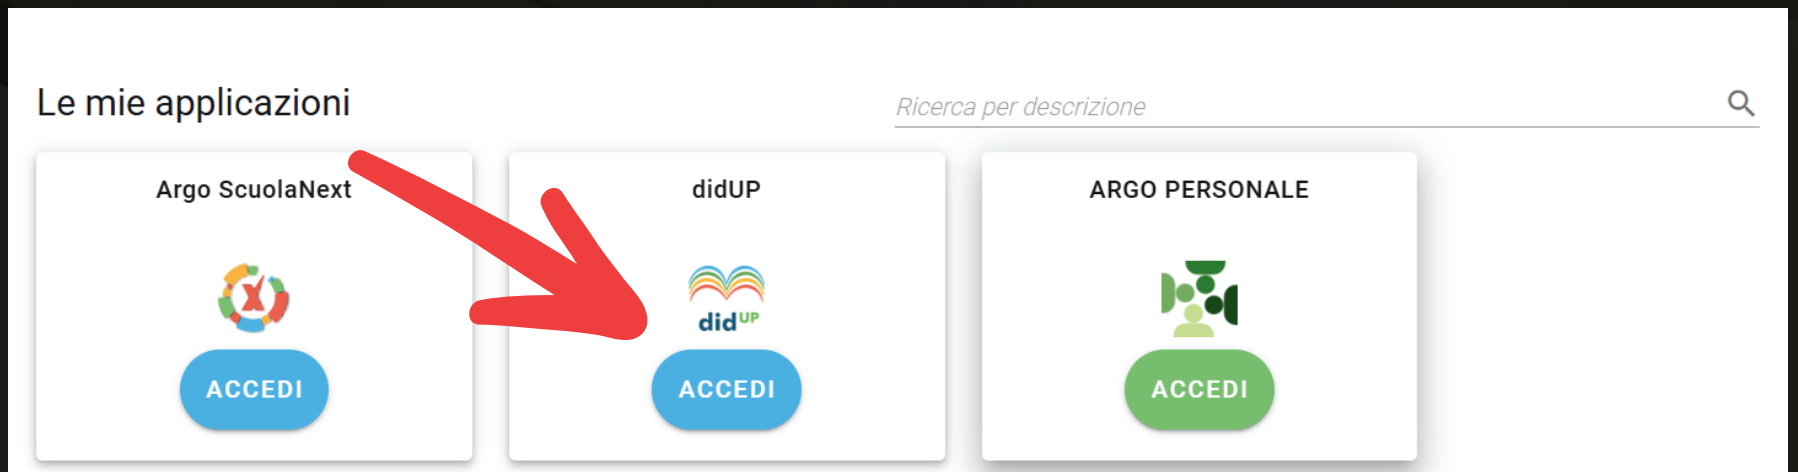 Le mie applicazioni
Ricerca per descrizione
Argo ScuolaNext
didUP
ARGO PERSONALE
X
did UP
ACCEDI
ACCEDI
ACCEDI